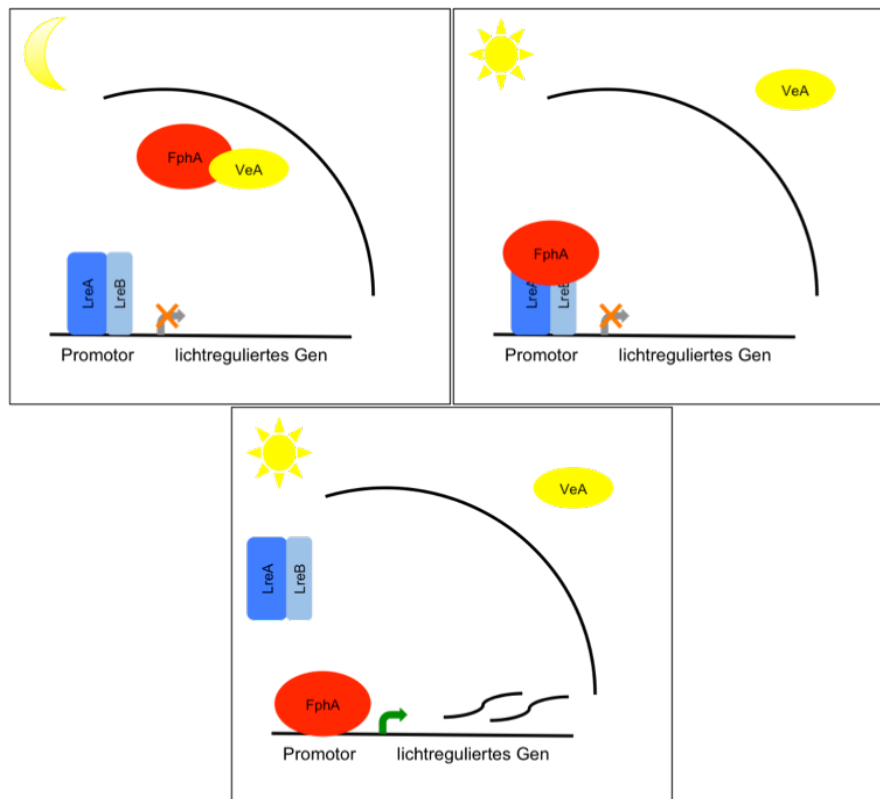 FphA
VeA
LreA
LreB
Promotor lichtreguliertes Gen
VeA
FphA
LreA
LreB
Promotor lichtreguliertes Gen
VeA
LreA
LreB
FphA
Promotor lichtreguliertes Gen